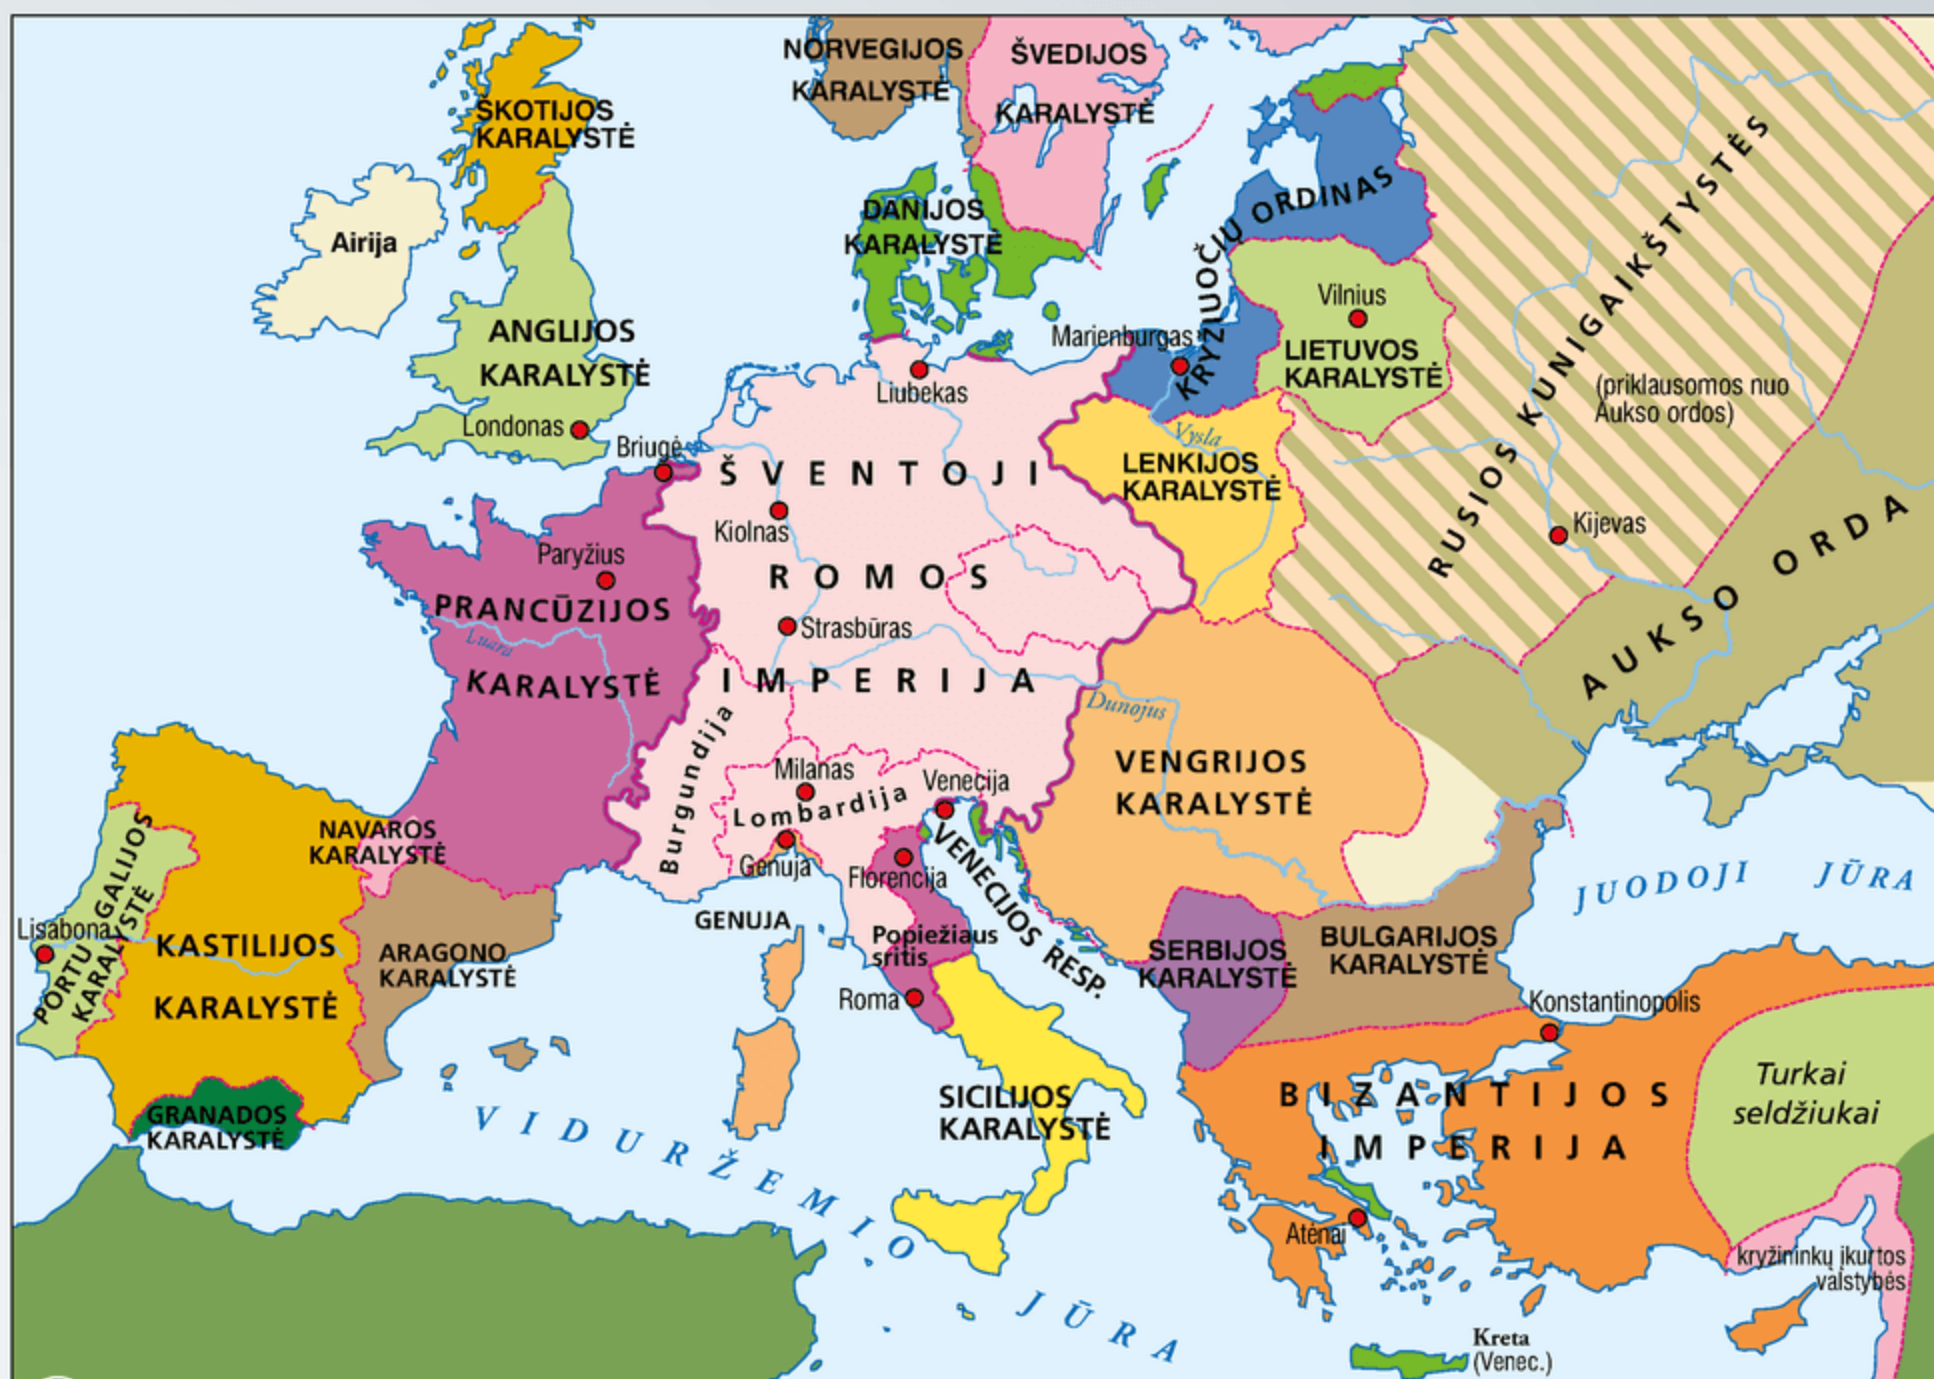 NORVEGIJOS
KARALYSTĖ
ŠVEDIJOS
KARALYSTĖ
ŠKOTIJOS
KARALYSTĖ
Airija
DANIJOS
KARALYSTĖ
KRYŽIUOČIŲ ORDINAS
RUSIOS KUNIGAIKŠTYSTĖS
(priklausomos nuo
Aukso ordos)
Vilnius
LIETUVOS
KARALYSTĖ
Marienburgas
ANGLIJOS
KARALYSTĖ
Londonas
Liubekas
Briugė
Vysla
LENKIJOS
KARALYSTĖ
ŠVENTOJI
ROMOS
IMPERIJA
Kiolnas
Strasbūras
Kijevas
AUKSO ORDA
Paryžius
PRANCŪZIJOS
KARALYSTĖ
Luara
Burgundija
Dunojus
VENGRIJOS
KARALYSTĖ
Milanas
Lombardija
Venecija
Genuja
GENUJA
Florencija
VENECIJOS RESP.
Popiežiaus
sritis
Roma
NAVAROS
KARALYSTĖ
PORTUGALIJOS
KARALYSTĖ
Lisabona
KASTILIJOS
KARALYSTĖ
ARAGONO
KARALYSTĖ
GRANADOS
KARALYSTĖ
SERBIJOS
KARALYSTĖ
BULGARIJOS
KARALYSTĖ
JUODOJI JŪRA
Konstantinopolis
BIZANTIJOS
IMPERIJA
Turkai
seldžiukai
SICILIJOS
KARALYSTĖ
VIDURŽEMIO JŪRA
Atėnai
kryžininkų įkurtos
valstybės
Kreta
(Venec.)